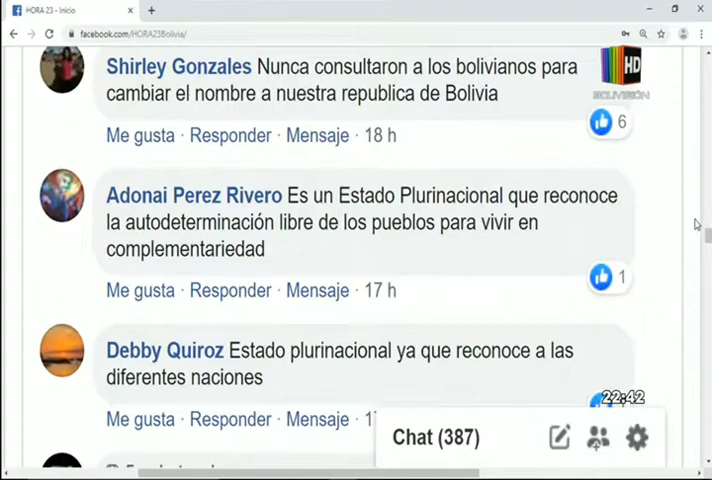 HORA 23 - Inicio
facebook.com/HORA23Bolivia/
HD
BOLIVISIÓN
Shirley Gonzales Nunca consultaron a los bolivianos para
cambiar el nombre a nuestra republica de Bolivia
6
Me gusta · Responder · Mensaje · 18 h
Adonai Perez Rivero Es un Estado Plurinacional que reconoce
la autodeterminación libre de los pueblos para vivir en
complementariedad
1
Me gusta · Responder · Mensaje · 17 h
Debby Quiroz Estado plurinacional ya que reconoce a las
diferentes naciones
22:42
Me gusta · Responder · Mensaje ·
Chat (387)